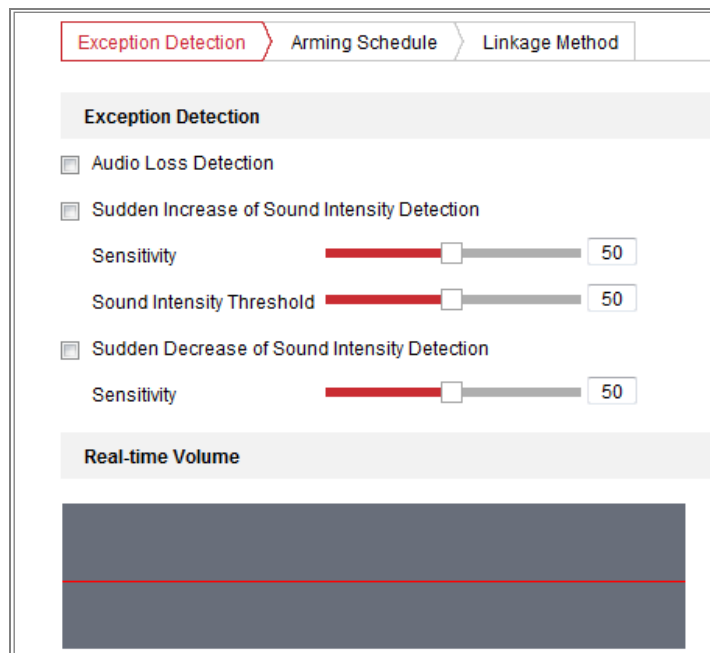 Exception Detection Arming Schedule Linkage Method
Exception Detection
Audio Loss Detection
Sudden Increase of Sound Intensity Detection
Sensitivity 50
Sound Intensity Threshold 50
Sudden Decrease of Sound Intensity Detection
Sensitivity 50
Real-time Volume